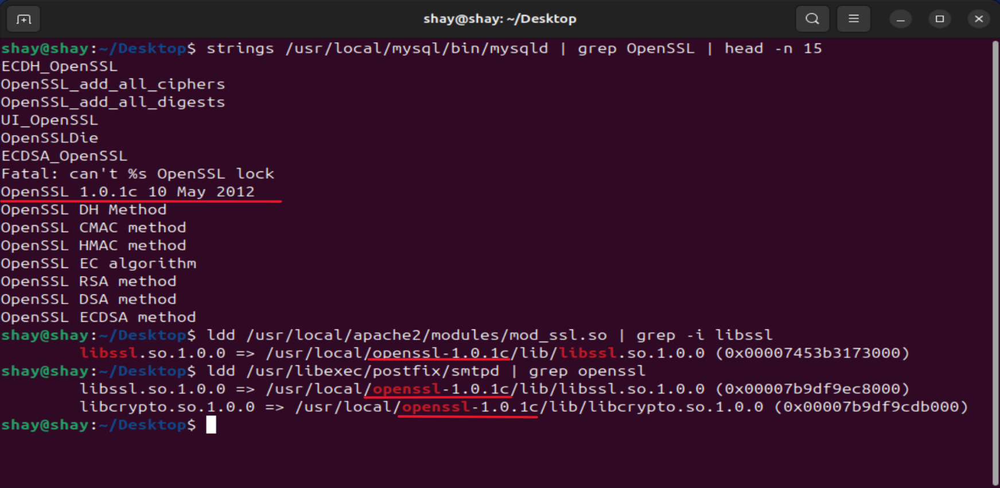 shay@shay: ~/Desktop
shay@shay:~/Desktop$ strings /usr/local/mysql/bin/mysqld | grep OpenSSL | head -n 15
ECDH_OpenSSL
OpenSSL_add_all_ciphers
OpenSSL_add_all_digests
UI_OpenSSL
OpenSSLDie
ECDSA_OpenSSL
Fatal: can't %s OpenSSL lock
OpenSSL 1.0.1c 10 May 2012
OpenSSL DH Method
OpenSSL CMAC method
OpenSSL HMAC method
OpenSSL EC algorithm
OpenSSL RSA method
OpenSSL DSA method
OpenSSL ECDSA method
shay@shay:~/Desktop$ ldd /usr/local/apache2/modules/mod_ssl.so | grep -i libssl
libssl.so.1.0.0 => /usr/local/openssl-1.0.1c/lib/libssl.so.1.0.0 (0x00007453b3173000)
shay@shay:~/Desktop$ ldd /usr/libexec/postfix/smtpd | grep openssl
libssl.so.1.0.0 => /usr/local/openssl-1.0.1c/lib/libssl.so.1.0.0 (0x00007b9df9ec8000)
libcrypto.so.1.0.0 => /usr/local/openssl-1.0.1c/lib/libcrypto.so.1.0.0 (0x00007b9df9cdb000)
shay@shay:~/Desktop$